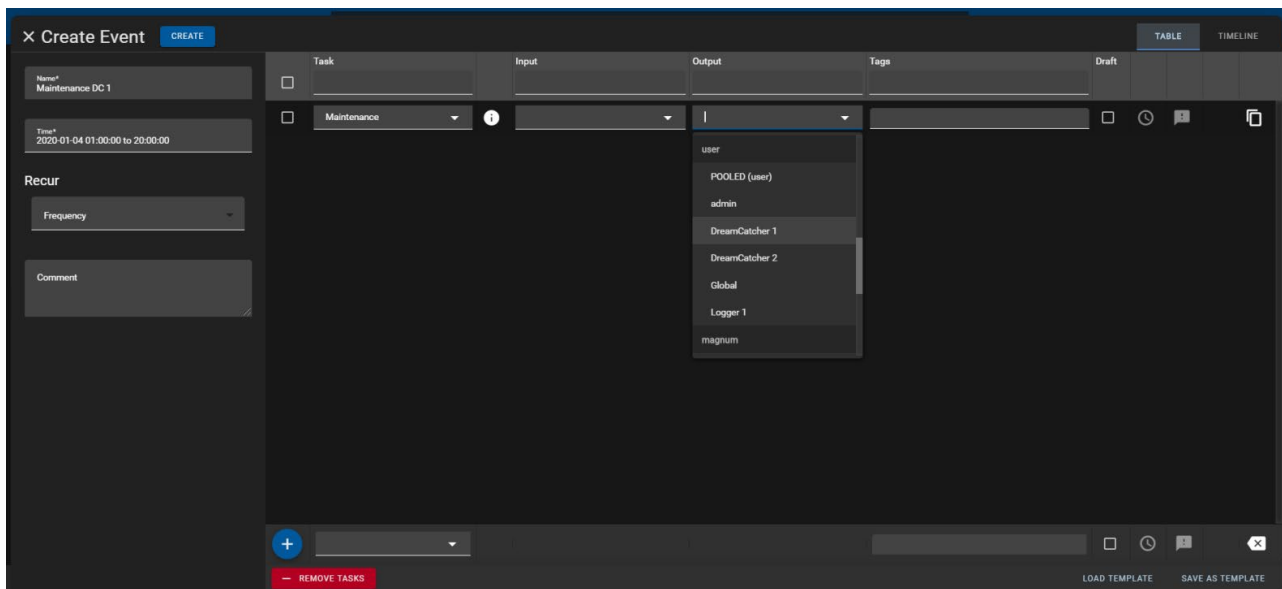 × Create Event
CREATE
TABLE
TIMELINE
Name*
Maintenance DC 1
Time*
2020-01-04 01:00:00 to 20:00:00
Recur
Frequency
Comment
Task
Input
Output
Tags
Draft
Maintenance
user
POOLED (user)
admin
DreamCatcher 1
DreamCatcher 2
Global
Logger 1
magnum
REMOVE TASKS
LOAD TEMPLATE
SAVE AS TEMPLATE